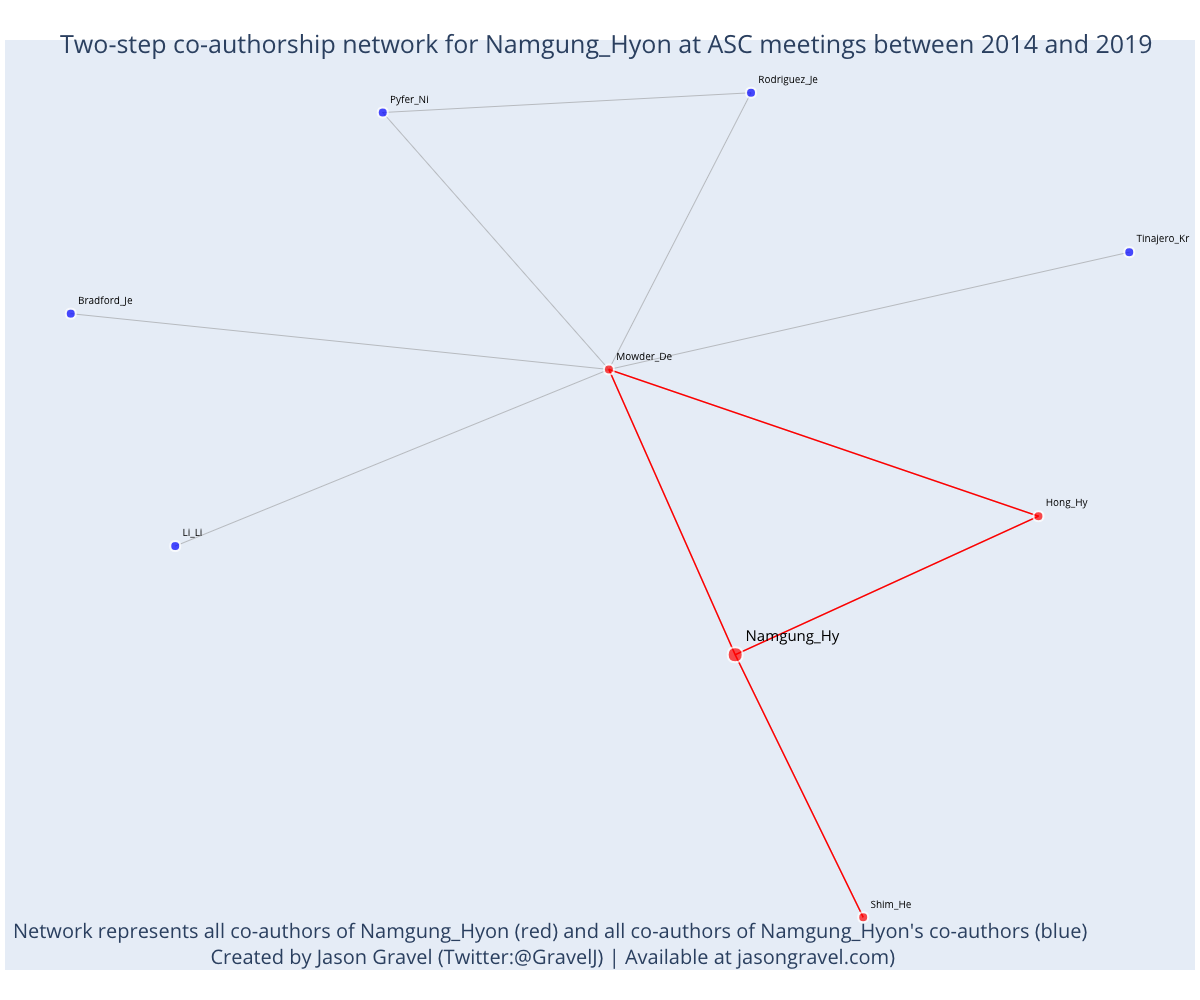 Two-step co-authorship network for Namgung_Hyon at ASC meetings between 2014 and 2019
Rodriguez_Je
Pyfer_Ni
Tinajero_Kr
Bradford_Je
Mowder_De
Hong_Hy
Li_Li
Namgung_Hy
Shim_He
Network represents all co-authors of Namgung_Hyon (red) and all co-authors of Namgung_Hyon's co-authors (blue)
Created by Jason Gravel (Twitter:@GravelJ) | Available at jasongravel.com)